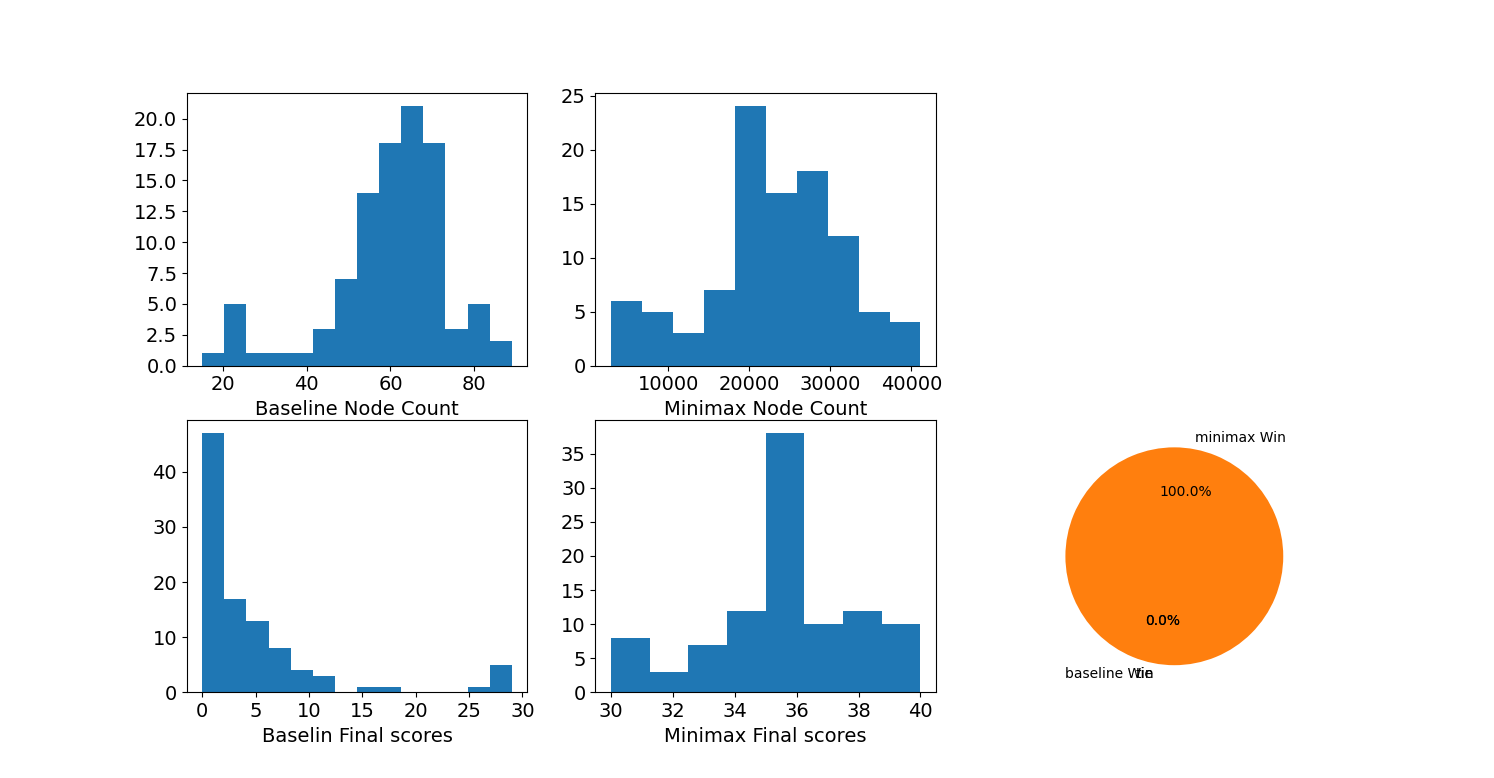 20.0
17.5
15.0
12.5
10.0
7.5
5.0
2.5
0.0
20 40 60 80
Baseline Node Count
25
20
15
10
5
0
10000 20000 30000 40000
Minimax Node Count
40
30
20
10
0
0 5 10 15 20 25 30
Baselin Final scores
35
30
25
20
15
10
5
0
30 32 34 36 38 40
Minimax Final scores
minimax Win
100.0%
0.0%
baseline Win
tie